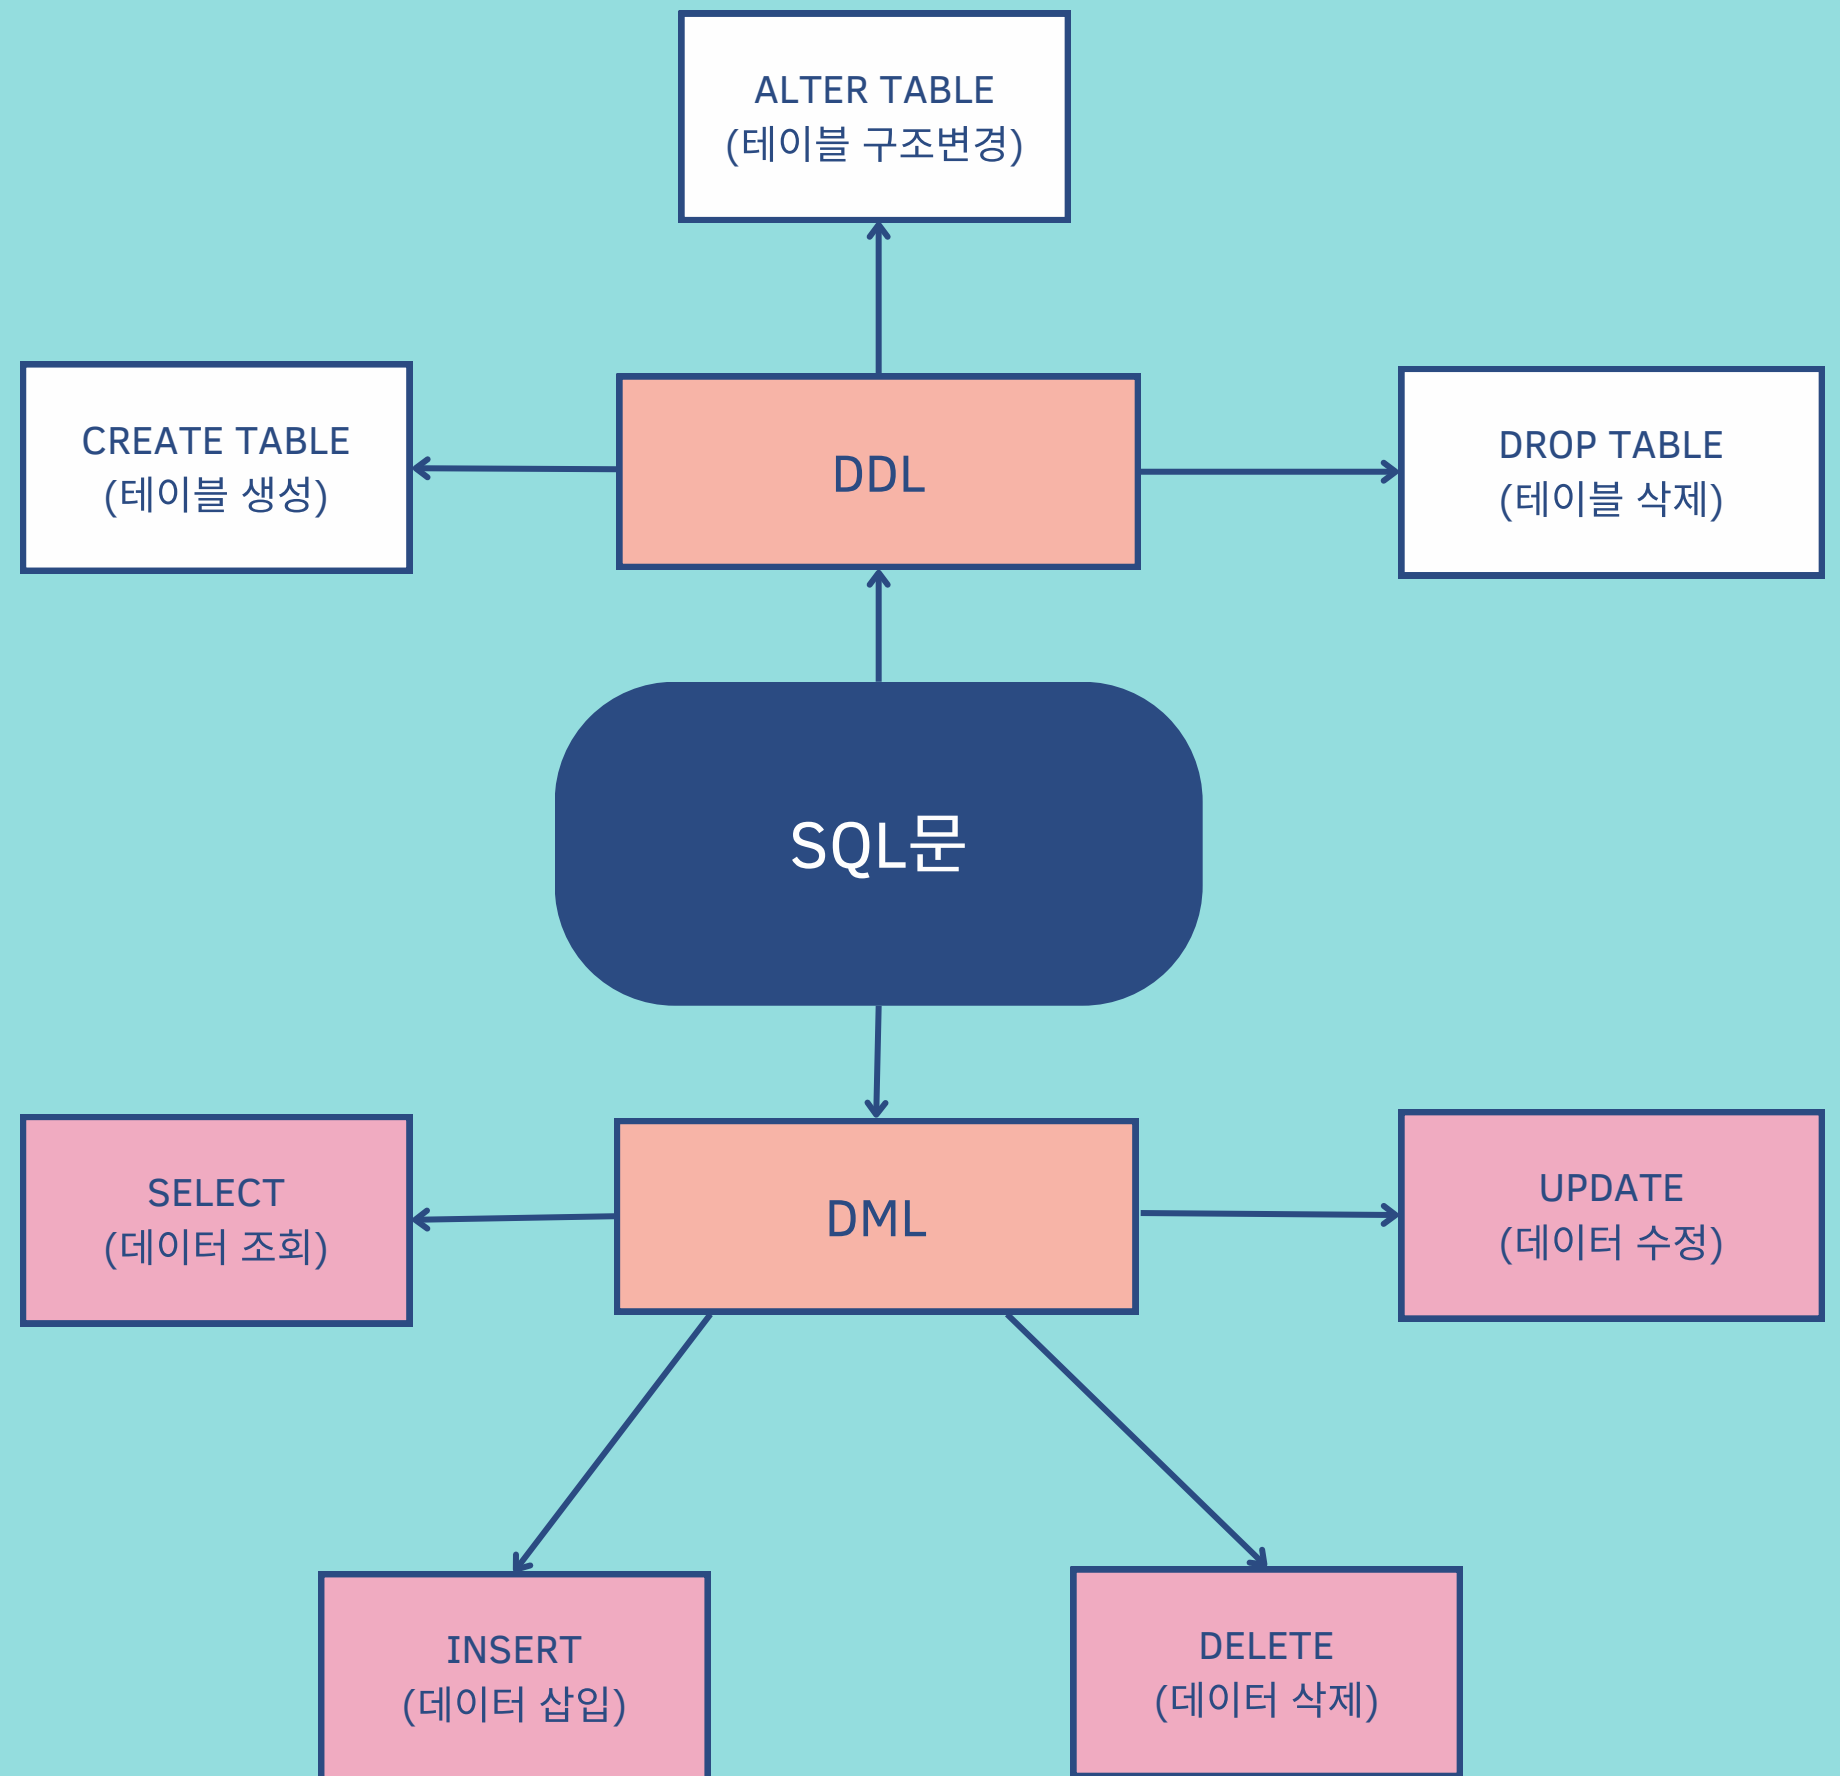 ALTER TABLE
(테이블 구조변경)
CREATE TABLE
(테이블 생성)
DDL
DROP TABLE
(테이블 삭제)
SQL문
SELECT
(데이터 조회)
DML
UPDATE
(데이터 수정)
INSERT
(데이터 삽입)
DELETE
(데이터 삭제)